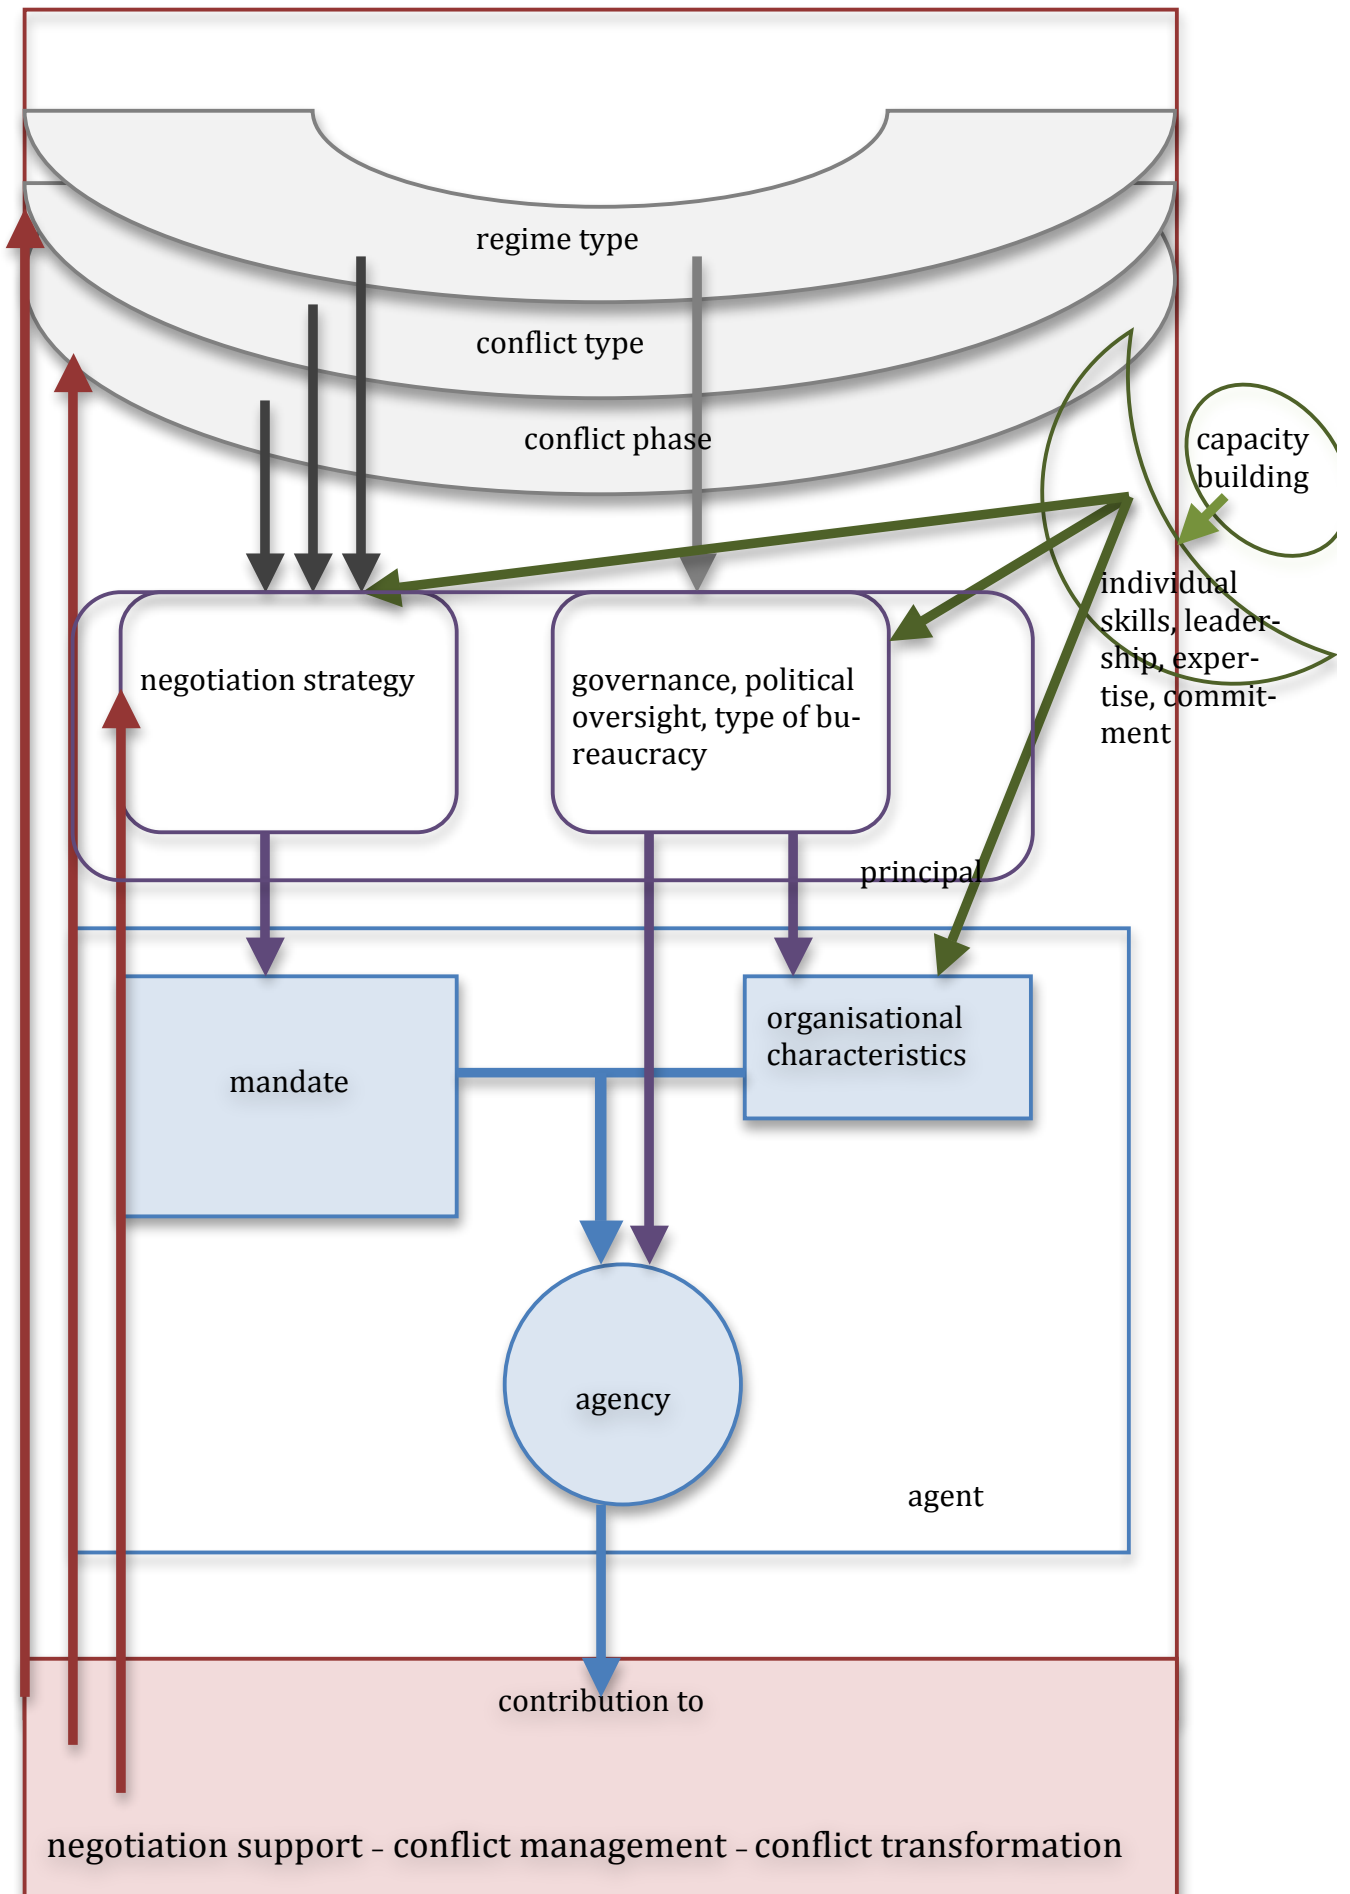 regime type
conflict type
conflict phase
capacity
building
individual
skills, leader-
ship, exper-
tise, commit-
ment
negotiation strategy
governance, political
oversight, type of bu-
reaucracy
principal
organisational
characteristics
mandate
agency
agent
contribution to
negotiation support – conflict management – conflict transformation